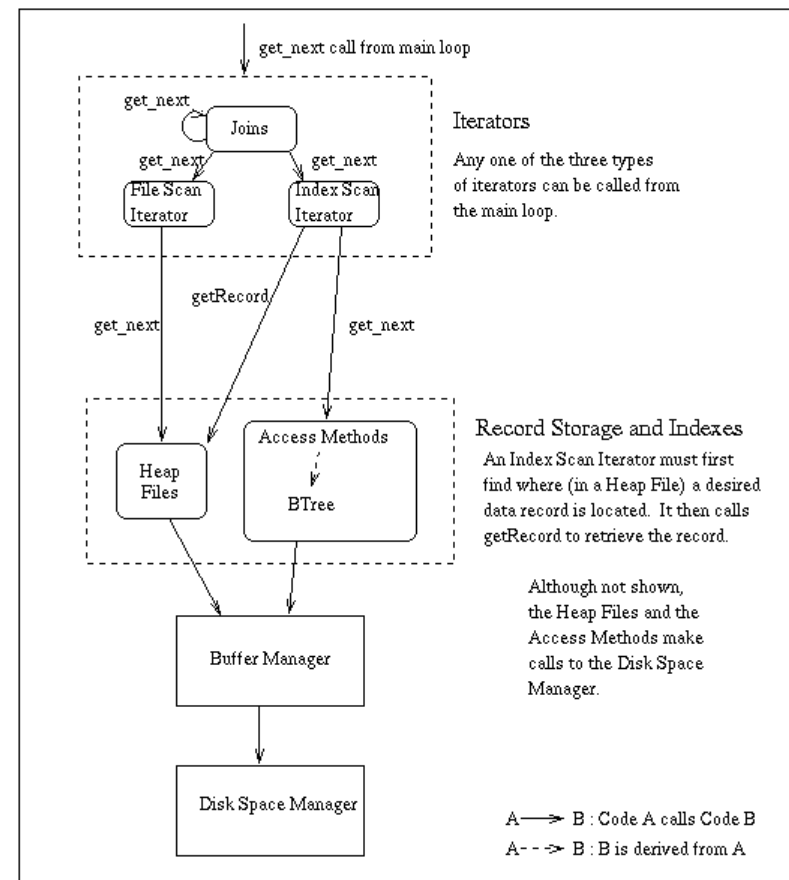 get_next call from main loop
get_next
Joins
get_next
get_next
File Scan
Iterator
Index Scan
Iterator
Iterators
Any one of the three types
of iterators can be called from
the main loop.
getRecord
get_next
get_next
Heap
Files
Access Methods
BTree
Record Storage and Indexes
An Index Scan Iterator must first
find where (in a Heap File) a desired
data record is located. It then calls
getRecord to retrieve the record.
Although not shown,
the Heap Files and the
Access Methods make
calls to the Disk Space
Manager.
Buffer Manager
Disk Space Manager
A B : Code A calls Code B
A B : B is derived from A